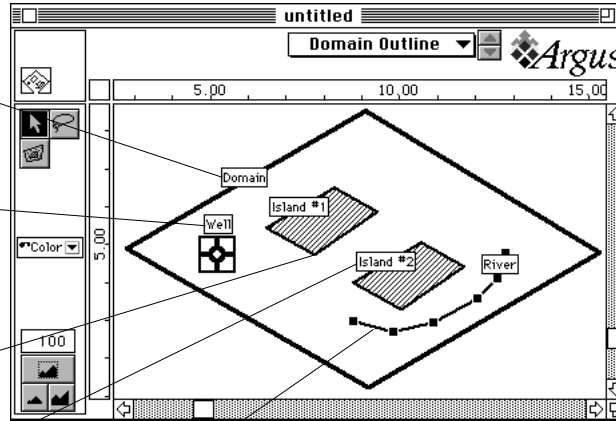 untitled
Domain Outline
Argus
5.00 10.00 15.00
Domain
Island #1
Well
Island #2
River
Color
5.00
100